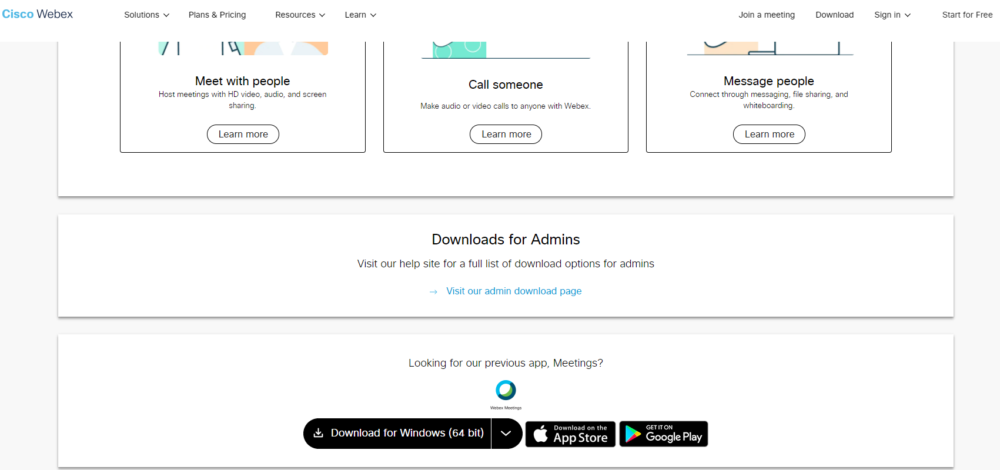 Cisco Webex
Solutions
Plans & Pricing
Resources
Learn
Join a meeting
Download
Sign in
Start for Free
Meet with people
Host meetings with HD video, audio, and screen
sharing.
Learn more
Call someone
Make audio or video calls to anyone with Webex.
Learn more
Message people
Connect through messaging, file sharing, and
whiteboarding.
Learn more
Downloads for Admins
Visit our help site for a full list of download options for admins
→ Visit our admin download page
Looking for our previous app, Meetings?
Webex Meetings
Download for Windows (64 bit)
Download on the
App Store
GET IT ON
Google Play